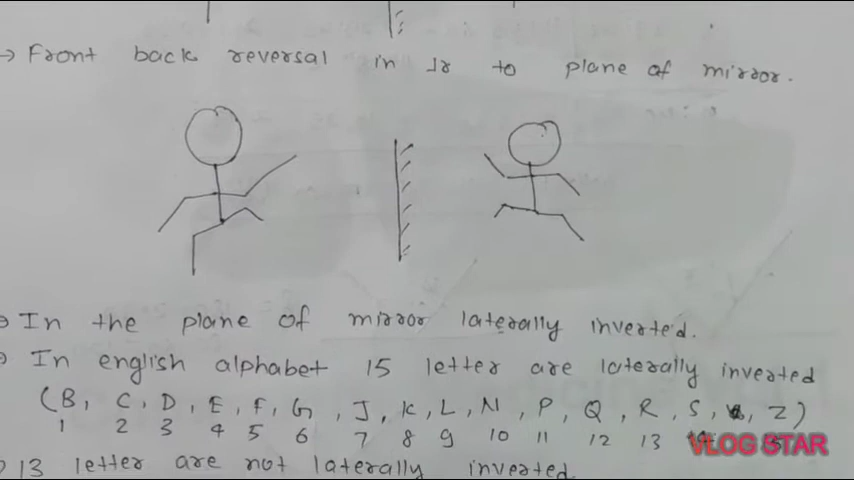 → Front back reversal in ⊥r to plane of mirror.
→ In the plane of mirror laterally inverted.
→ In english alphabet 15 letter are laterally inverted
(B, C, D, E, F, G, J, K, L, N, P, Q, R, S, Z)
1 2 3 4 5 6 7 8 9 10 11 12 13
→ 13 letter are not laterally inverted
VLOG STAR